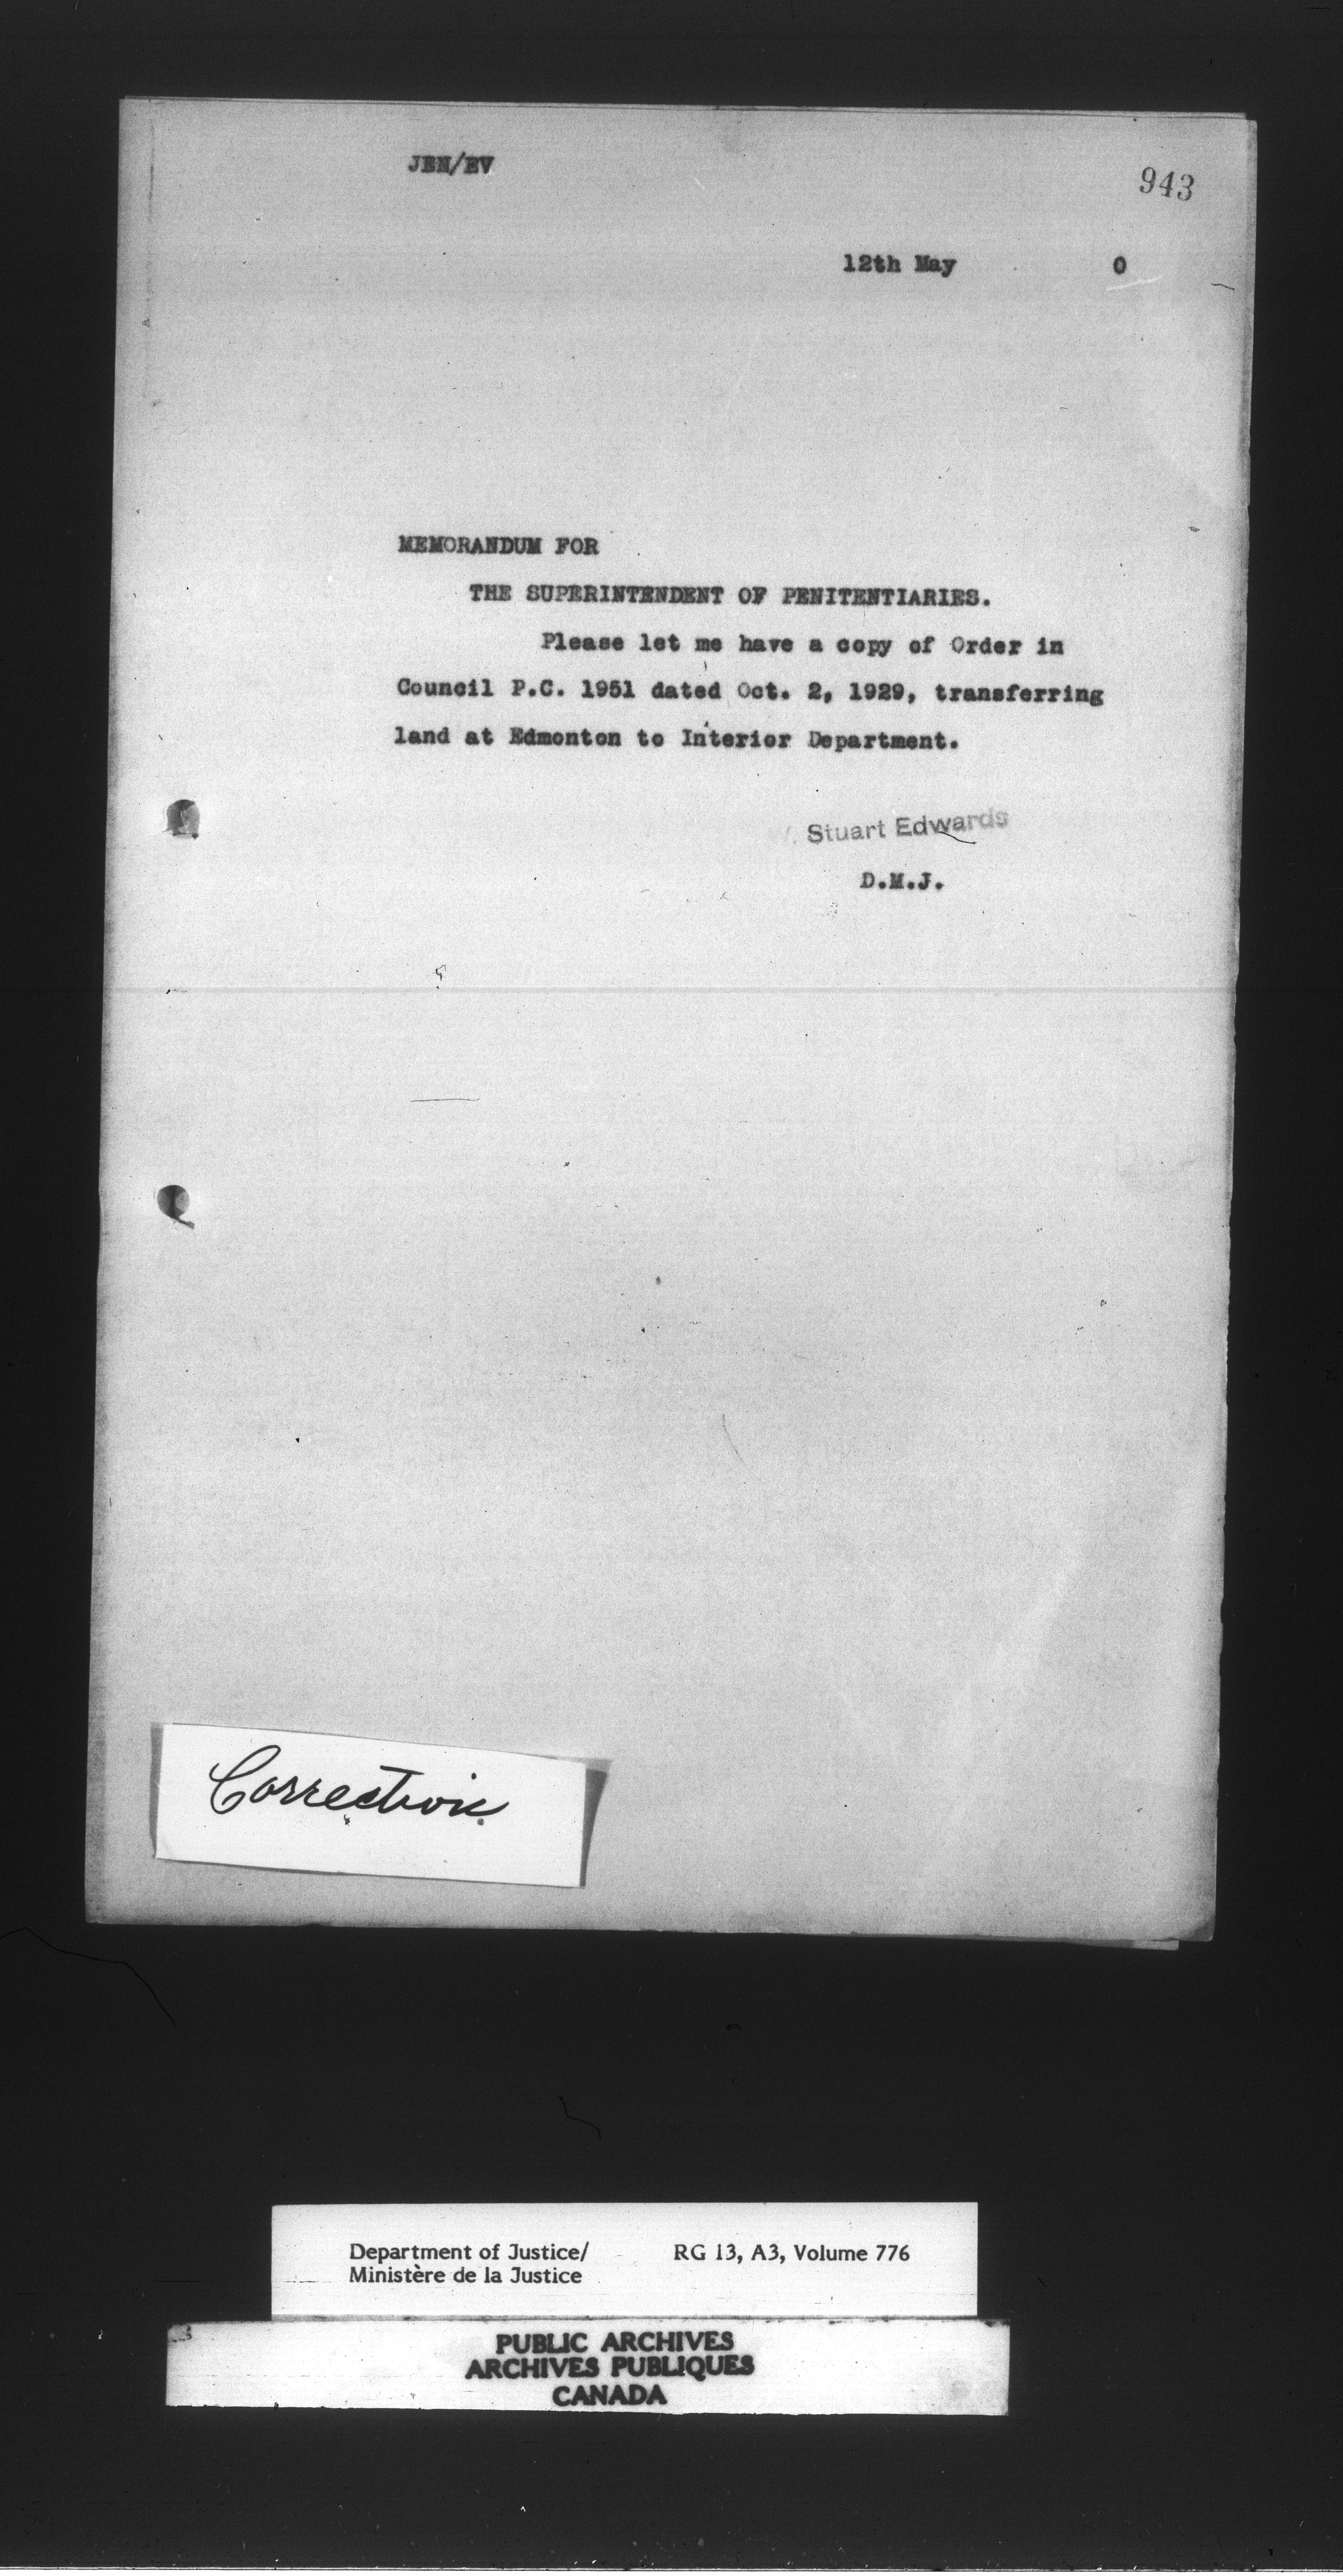 JEN/EV
943
12th May 0
MEMORANDUM FOR
THE SUPERINTENDENT OF PENITENTIARIES.
Please let me have a copy of Order in
Council P.C. 1951 dated Oct. 2, 1929, transferring
land at Edmonton to Interior Department.
Stuart Edwards
D.M.J.
Correction
Department of Justice/ RG 13, A3, Volume 776
Ministère de la Justice
PUBLIC ARCHIVES
ARCHIVES PUBLIQUES
CANADA